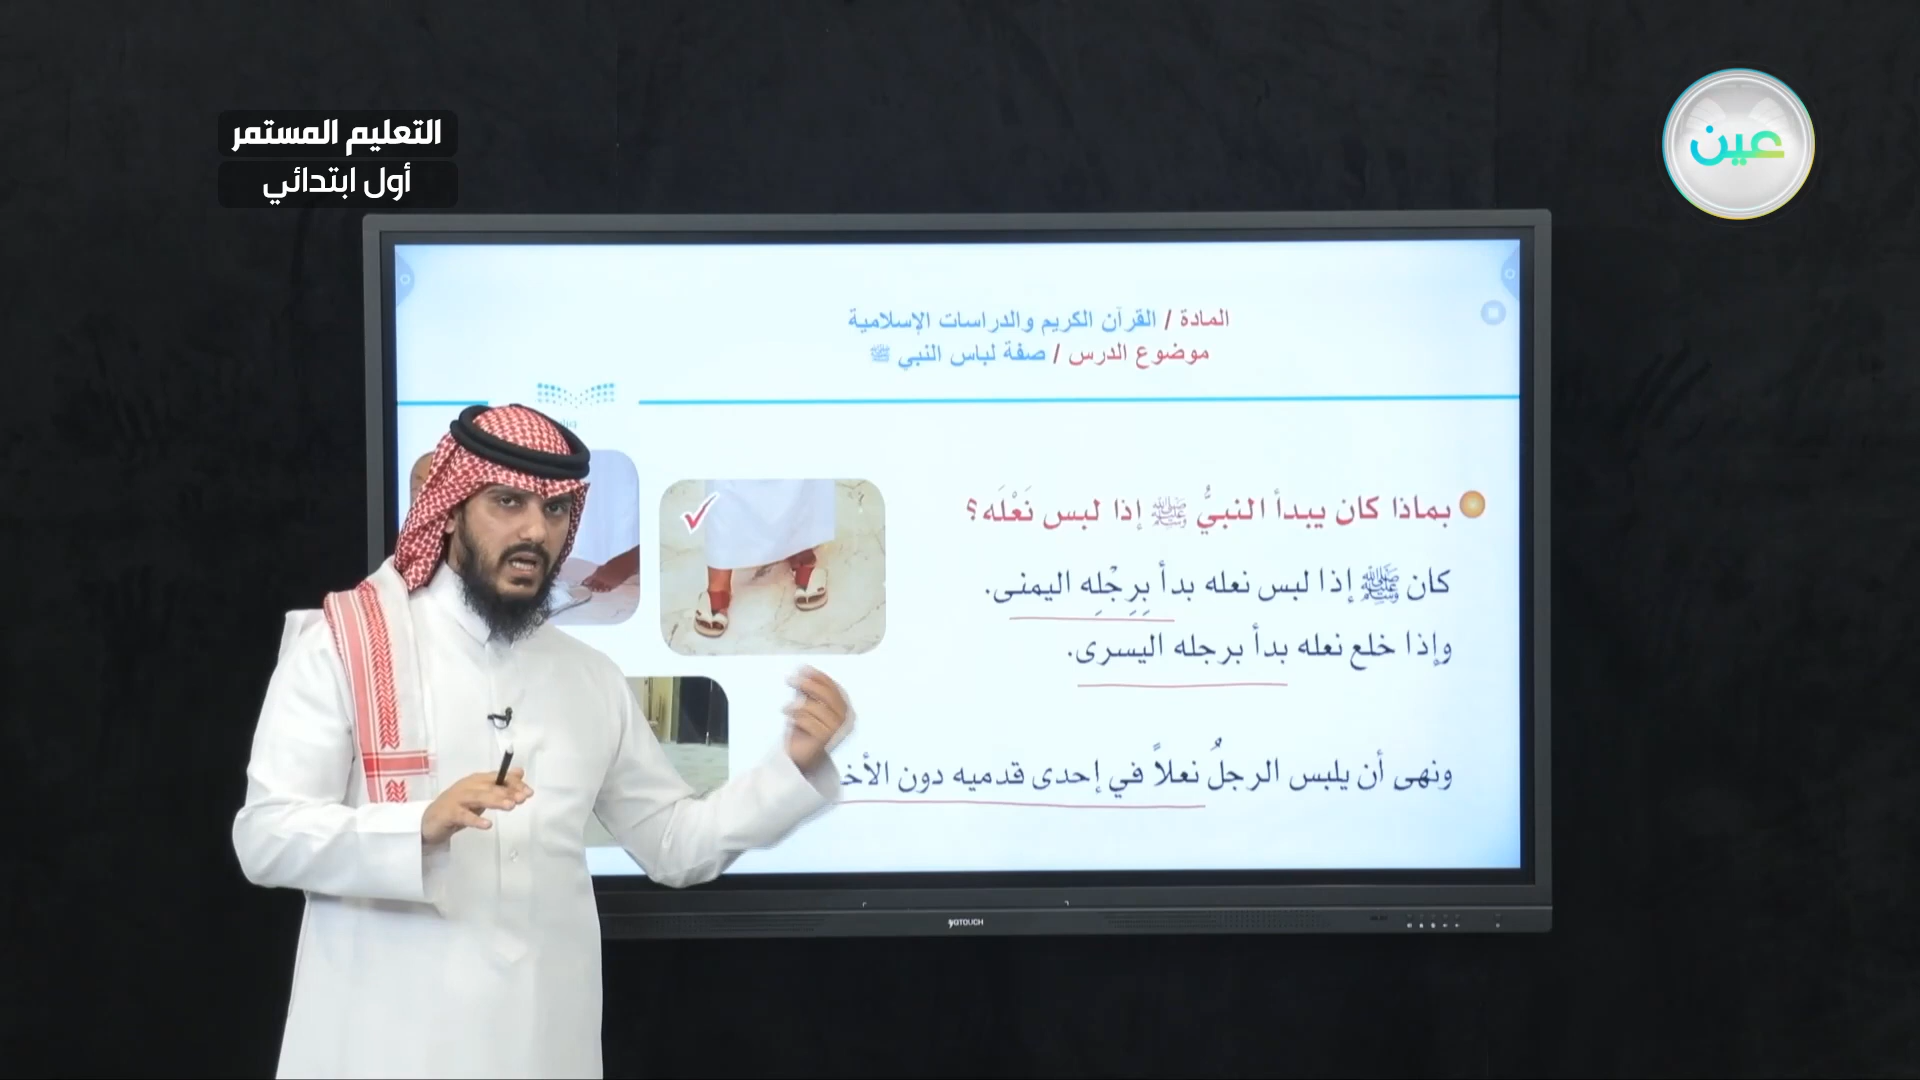 التعليم المستمر
أول ابتدائي
عين
المادة / القرآن الكريم والدراسات الإسلامية
موضوع الدرس / صفة لباس النبي ﷺ
بماذا كان يبدأ النبيُّ ﷺ إذا لبس نَعْلَه؟
كان ﷺ إذا لبس نعله بدأ بِرِجْلِه اليمنى.
وإذا خلع نعله بدأ برجله اليسرى.
ونهى أن يلبس الرجلُ نعلاً في إحدى قدميه دون
YOTOUCH